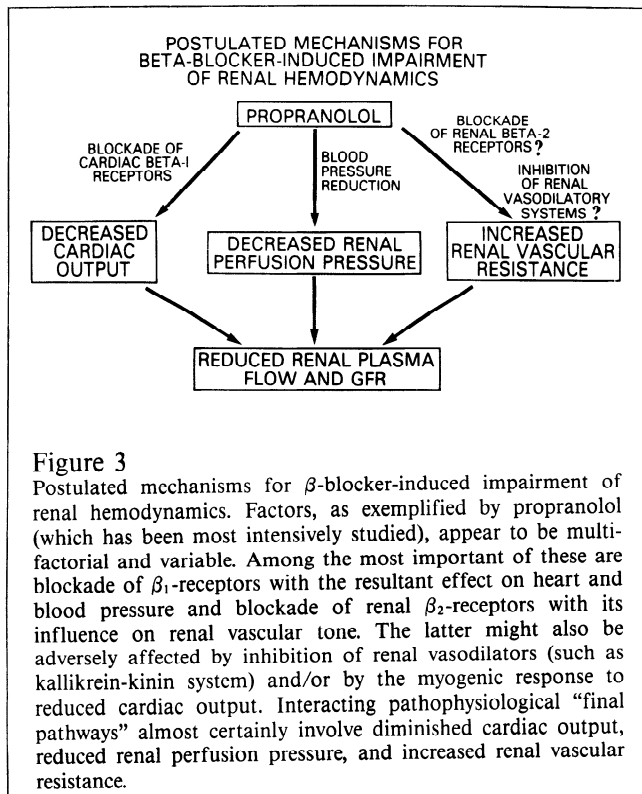 POSTULATED MECHANISMS FOR
BETA-BLOCKER-INDUCED IMPAIRMENT
OF RENAL HEMODYNAMICS
PROPRANOLOL
BLOCKADE OF
CARDIAC BETA-I
RECEPTORS
BLOOD
PRESSURE
REDUCTION
BLOCKADE
OF RENAL BETA-2
RECEPTORS?
INHIBITION
OF RENAL
VASODILATORY
SYSTEMS ?
DECREASED
CARDIAC
OUTPUT
DECREASED RENAL
PERFUSION PRESSURE
INCREASED
RENAL VASCULAR
RESISTANCE
REDUCED RENAL PLASMA
FLOW AND GFR
Figure 3
Postulated mechanisms for β-blocker-induced impairment of
renal hemodynamics. Factors, as exemplified by propranolol
(which has been most intensively studied), appear to be multi-
factorial and variable. Among the most important of these are
blockade of β₁-receptors with the resultant effect on heart and
blood pressure and blockade of renal β₂-receptors with its
influence on renal vascular tone. The latter might also be
adversely affected by inhibition of renal vasodilators (such as
kallikrein-kinin system) and/or by the myogenic response to
reduced cardiac output. Interacting pathophysiological “final
pathways” almost certainly involve diminished cardiac output,
reduced renal perfusion pressure, and increased renal vascular
resistance.